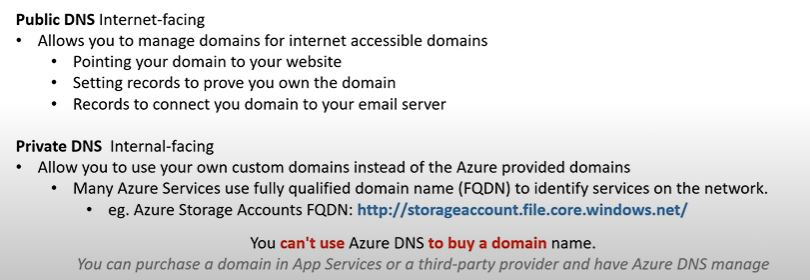 Public DNS Internet-facing
• Allows you to manage domains for internet accessible domains
• Pointing your domain to your website
• Setting records to prove you own the domain
• Records to connect you domain to your email server
Private DNS Internal-facing
• Allow you to use your own custom domains instead of the Azure provided domains
• Many Azure Services use fully qualified domain name (FQDN) to identify services on the network.
• eg. Azure Storage Accounts FQDN: http://storageaccount.file.core.windows.net/
You can't use Azure DNS to buy a domain name.
You can purchase a domain in App Services or a third-party provider and have Azure DNS manage